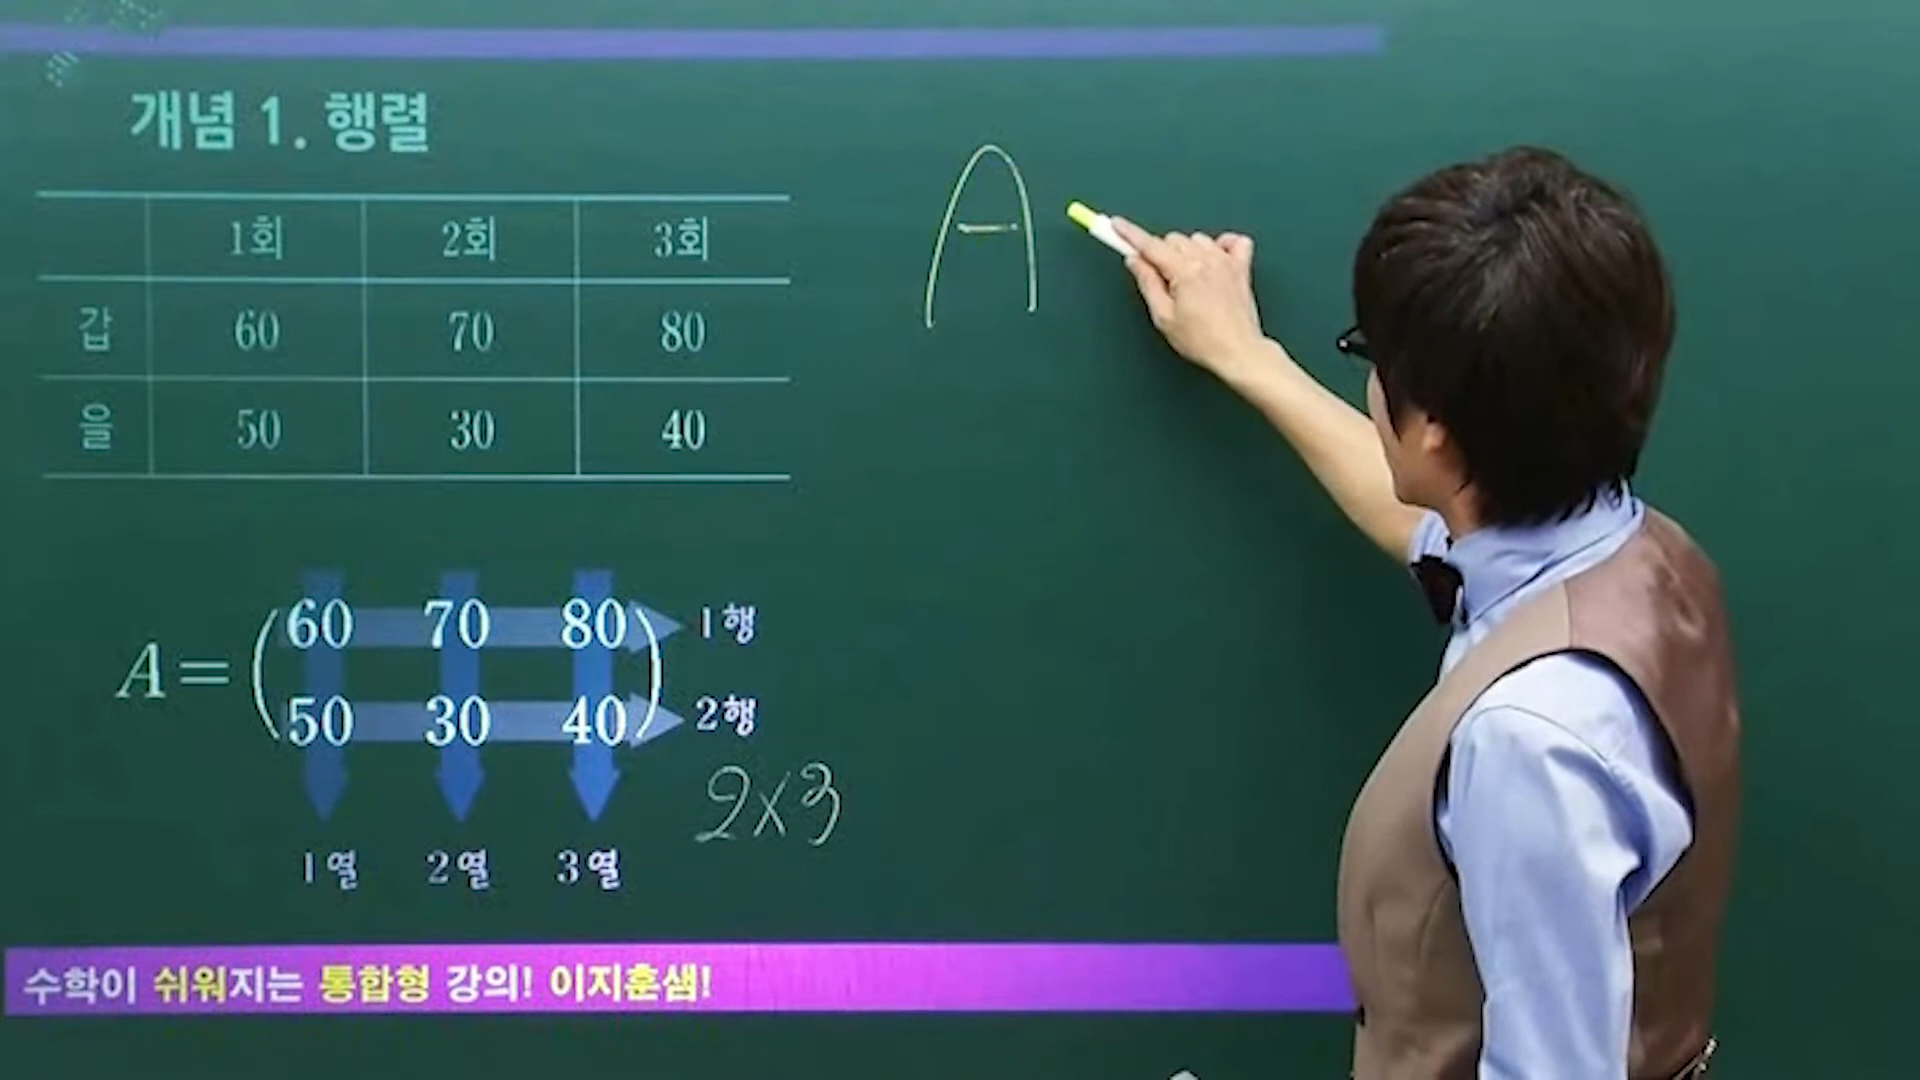 개념 1. 행렬
1회 2회 3회
갑 60 70 80
을 50 30 40
A
A=(60 70 80) 1행
50 30 40 2행
2×3
1열 2열 3열
수학이 쉬워지는 통합형 강의! 이지훈샘!